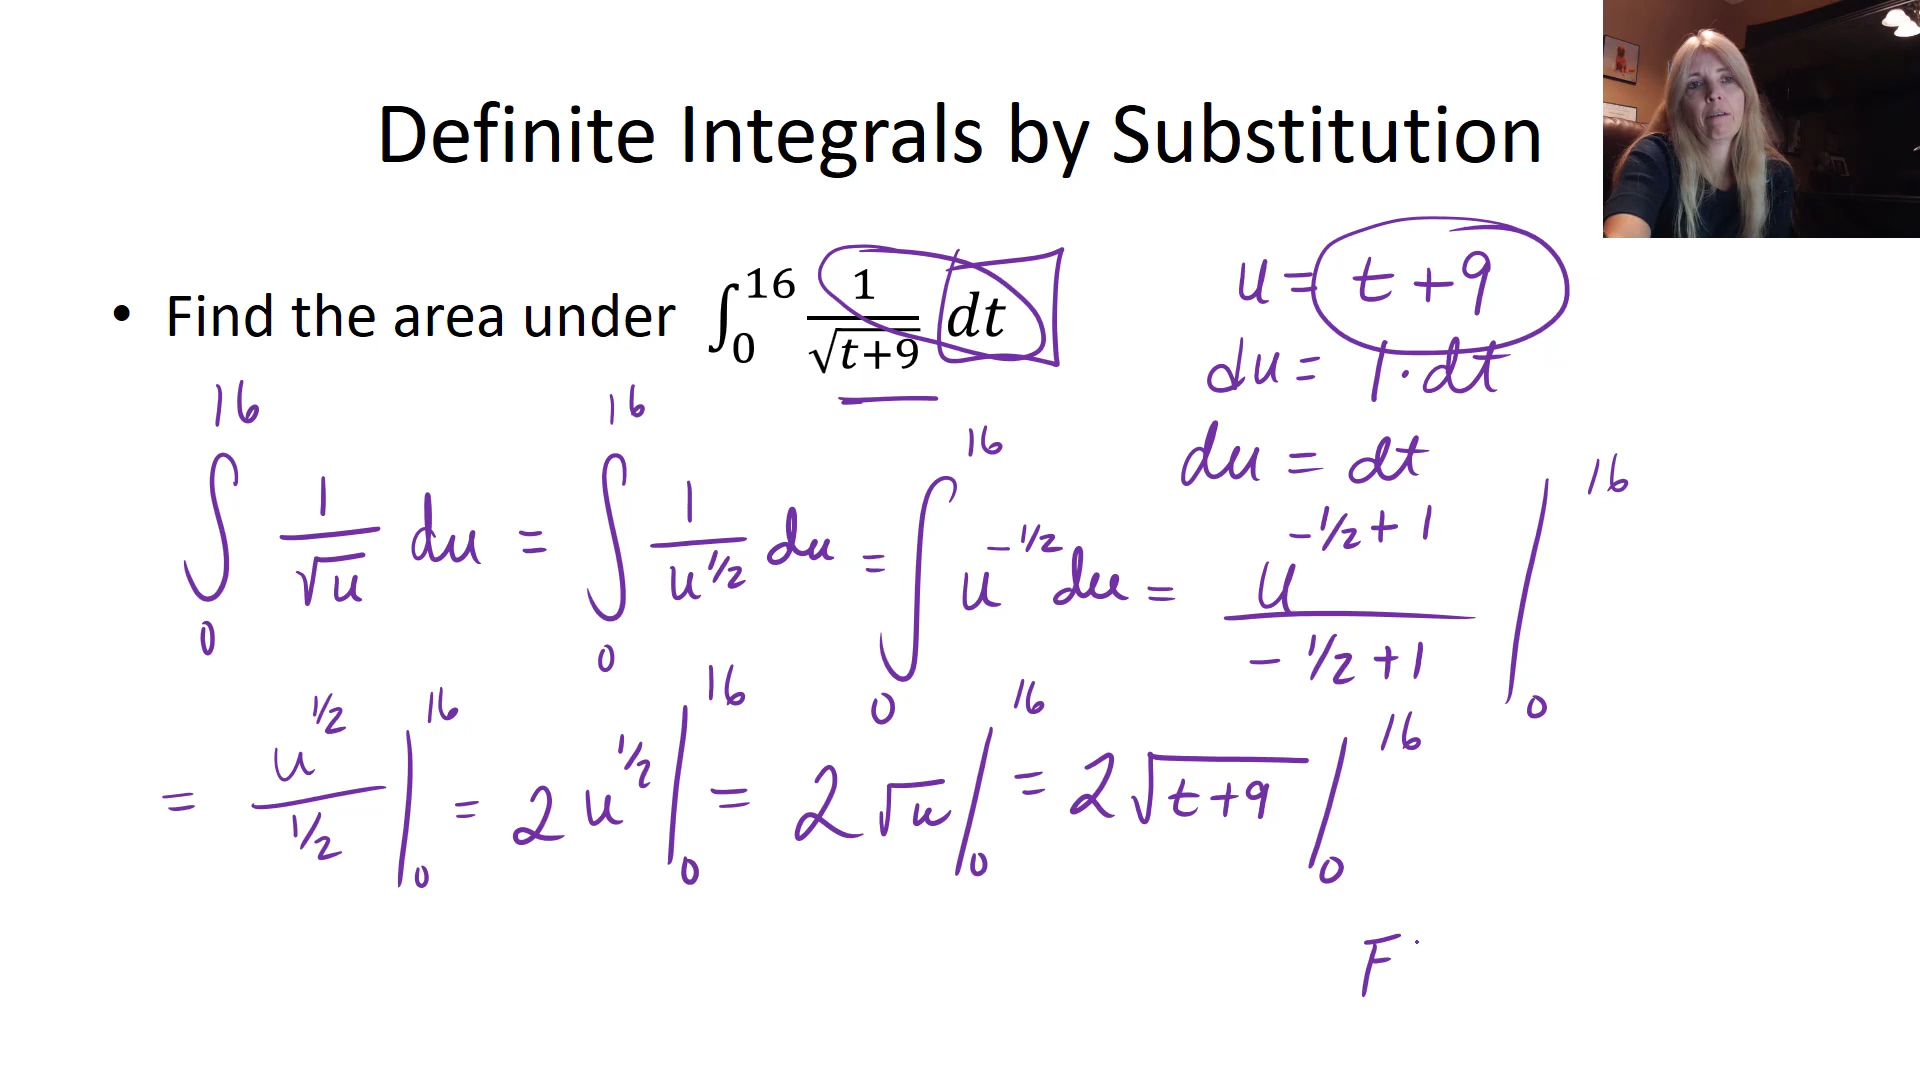 Definite Integrals by Substitution
• Find the area under ∫₀¹⁶ 1/√(t+9) dt
u = t + 9
du = 1 · dt
du = dt
∫₀¹⁶ 1/√u du = ∫₀¹⁶ 1/u^(1/2) du = ∫₀¹⁶ u^(-1/2) du = u^(-1/2 + 1)/(-1/2 + 1) |₀¹⁶
= u^(1/2)/(1/2) |₀¹⁶ = 2u^(1/2) |₀¹⁶ = 2√u |₀¹⁶ = 2√(t+9) |₀¹⁶
F